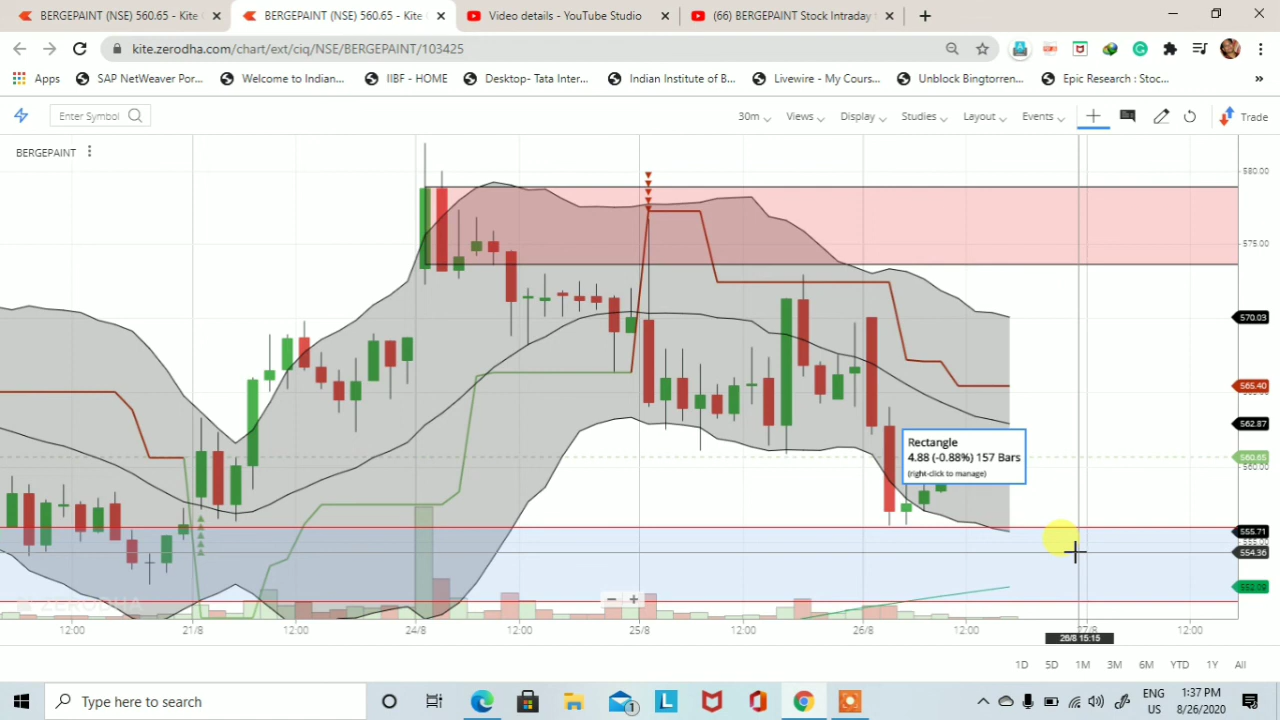 BERGEPAINT (NSE) 560.65 - Kite
BERGEPAINT (NSE) 560.65 - Kite
Video details - YouTube Studio
(66) BERGEPAINT Stock Intraday
kite.zerodha.com/chart/ext/ciq/NSE/BERGEPAINT/103425
Apps
SAP NetWeaver Por...
Welcome to Indian...
IIBF - HOME
Desktop- Tata Inter...
Indian Institute of B...
Livewire - My Cours...
Unblock Bingtorren...
Epic Research : Stoc...
»
Enter Symbol
30m
Views
Display
Studies
Layout
Events
Trade
BERGEPAINT
580.00
575.00
570.03
565.40
562.87
560.65
560.00
555.71
555.00
554.36
Rectangle
4.88 (-0.88%) 157 Bars
(right-click to manage)
ZERODHA
12:00
21/8
12:00
24/8
12:00
25/8
12:00
26/8
12:00
27/8
12:00
26/8 15:15
1D
5D
1M
3M
6M
YTD
1Y
All
Type here to search
1
L
ENG
US
1:37 PM
8/26/2020